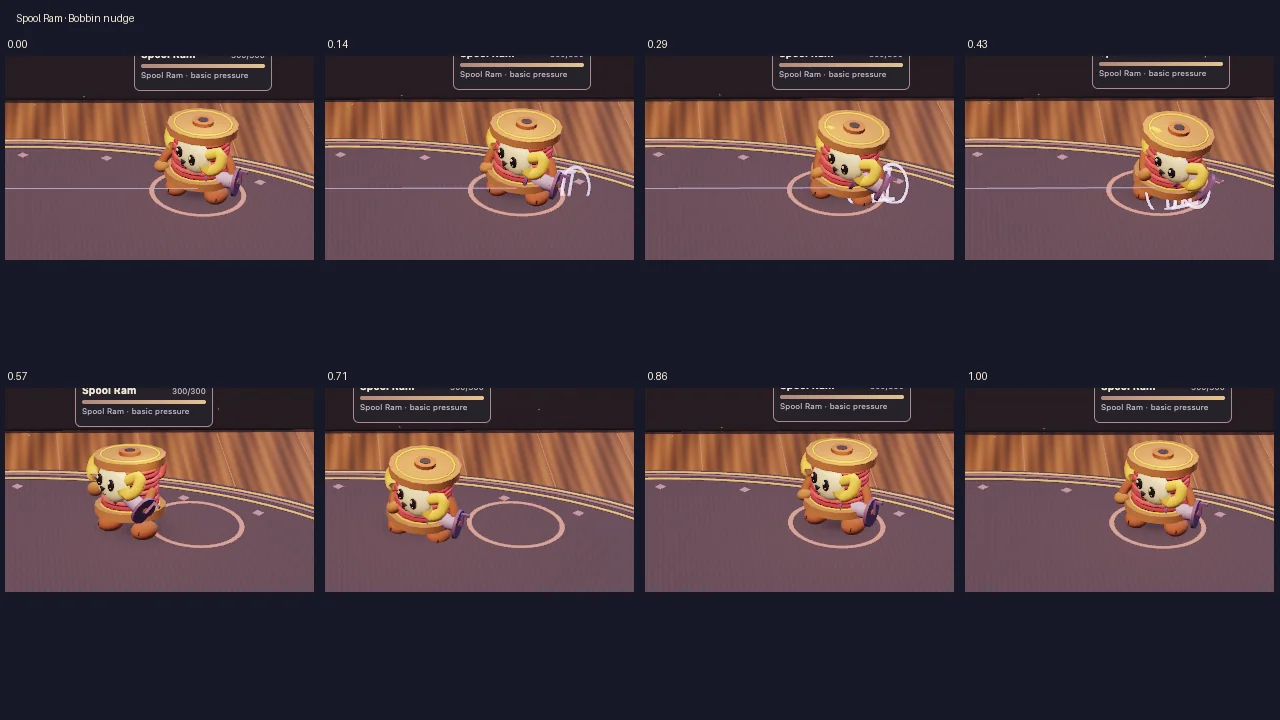 Spool Ram · Bobbin nudge
0.00
0.14
0.29
0.43
Spool Ram · basic pressure
Spool Ram · basic pressure
Spool Ram · basic pressure
Spool Ram · basic pressure
0.57
0.71
0.86
1.00
Spool Ram 300/300
Spool Ram · basic pressure
Spool Ram · basic pressure
Spool Ram · basic pressure
Spool Ram · basic pressure